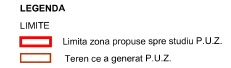 LEGENDA
LIMITE
Limita zona propuse spre studiu P.U.Z.
Teren ce a generat P.U.Z.